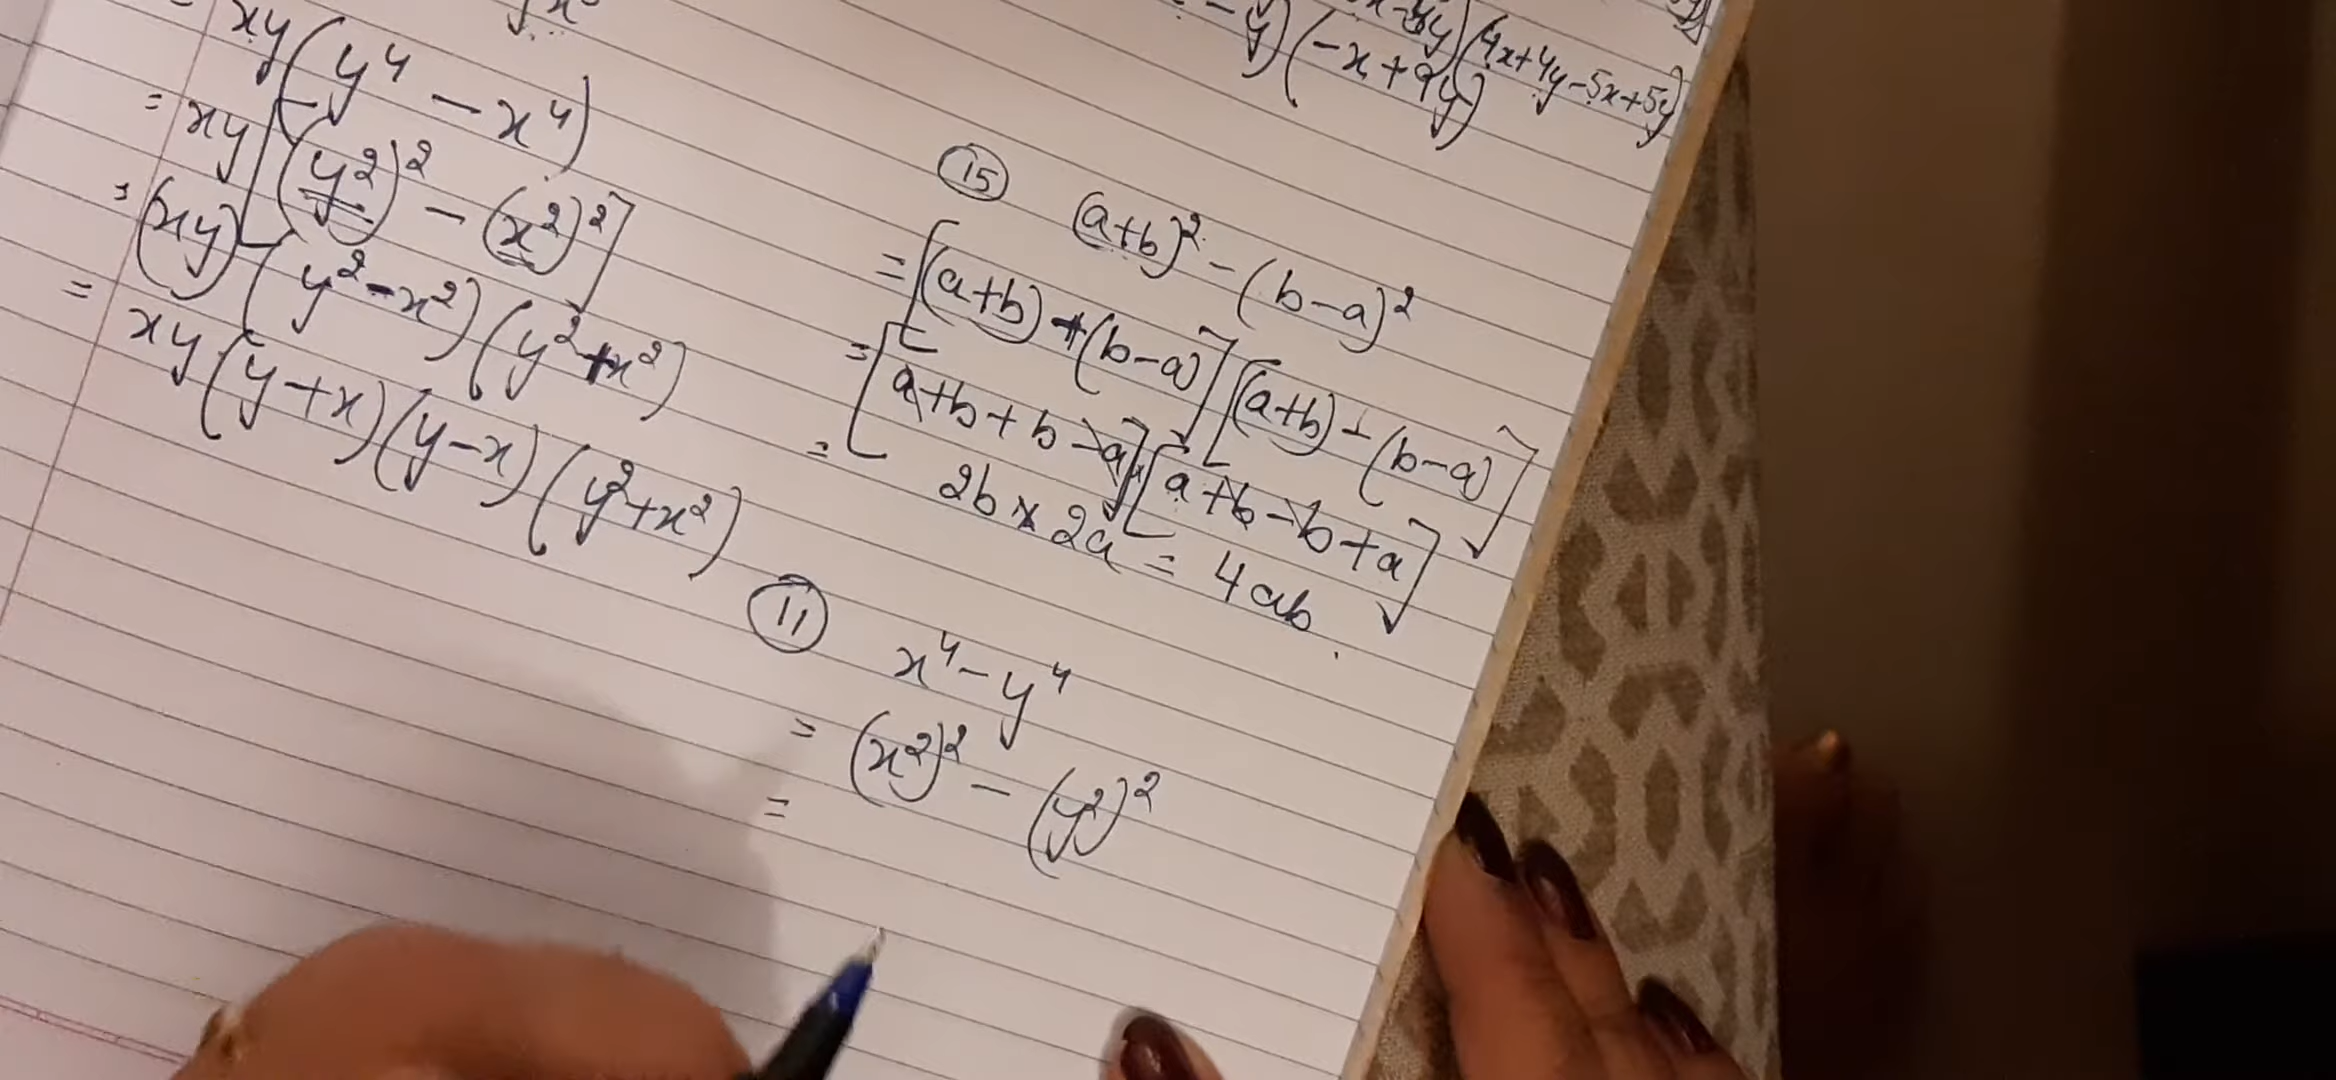 xy(y⁴ - x⁴)
= xy[(y²)² - (x²)²]
= (xy)(y² - x²)(y² + x²)
= xy(y+x)(y-x)(y²+x²)
(4x+4y-5x+5y)
(-x+9y)
15 (a+b)² - (b-a)²
= [(a+b) + (b-a)][(a+b) - (b-a)]
= [a+b+b-a][a+b-b+a]
= 2b × 2a = 4ab
11 x⁴ - y⁴
= (x²)² - (y²)²
=